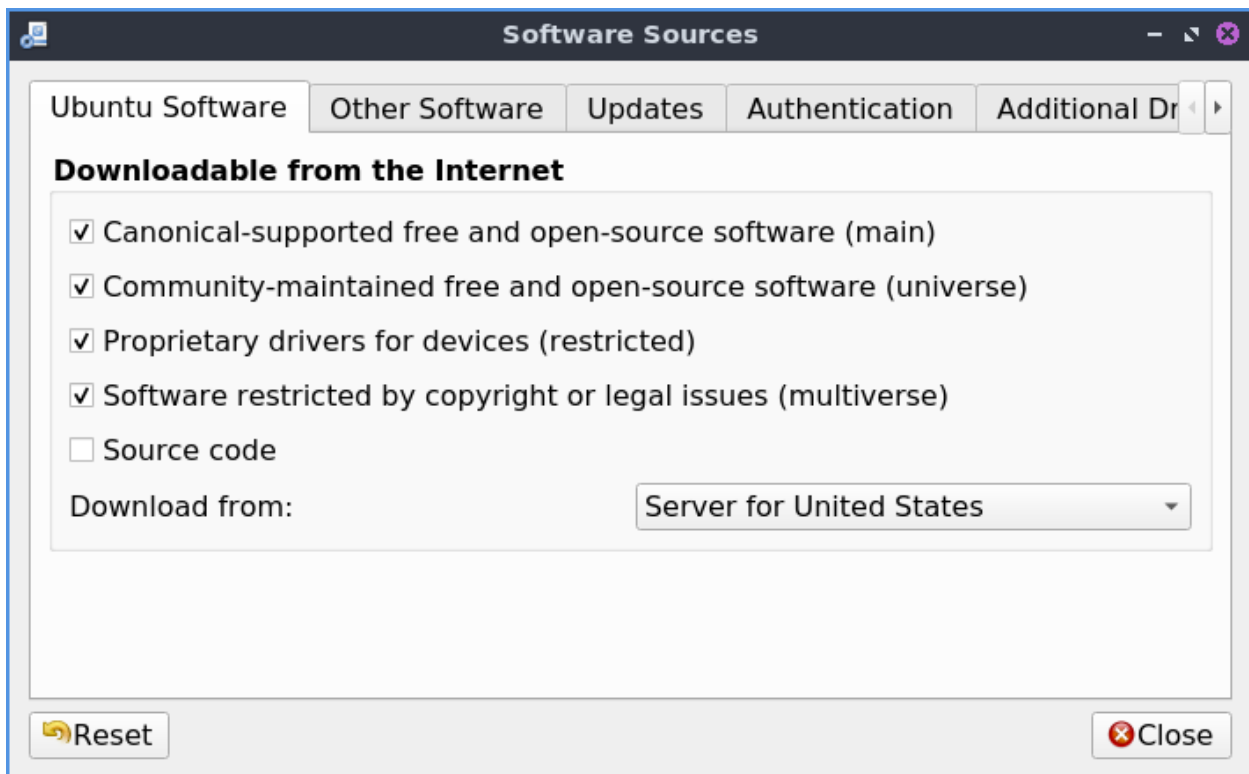 Software Sources
Ubuntu Software Other Software Updates Authentication Additional Dr
Downloadable from the Internet
Canonical-supported free and open-source software (main)
Community-maintained free and open-source software (universe)
Proprietary drivers for devices (restricted)
Software restricted by copyright or legal issues (multiverse)
Source code
Download from: Server for United States
Reset Close